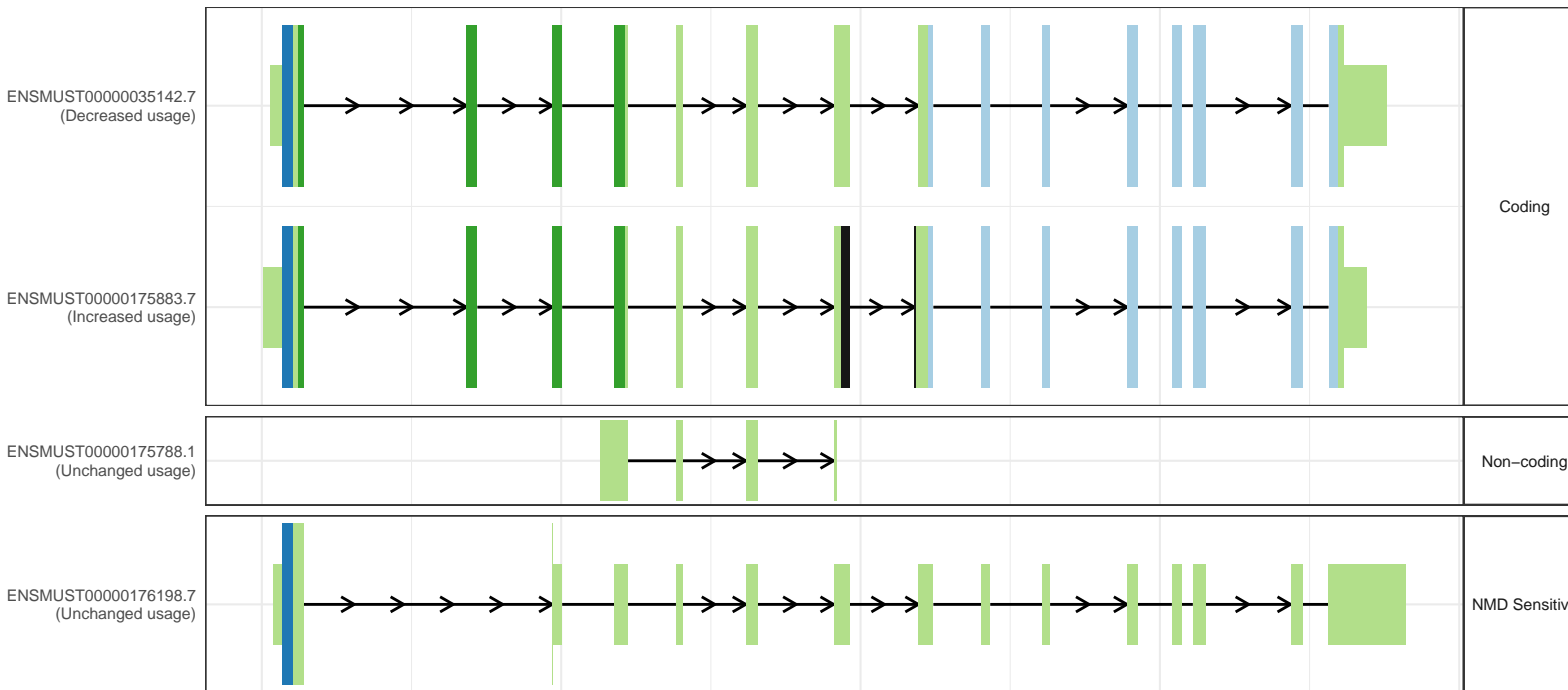 ENSMUST00000035142.7
(Decreased usage)
Coding
ENSMUST00000175883.7
(Increased usage)
ENSMUST00000175788.1
(Unchanged usage)
Non−coding
ENSMUST00000176198.7
(Unchanged usage)
NMD Sensitiv